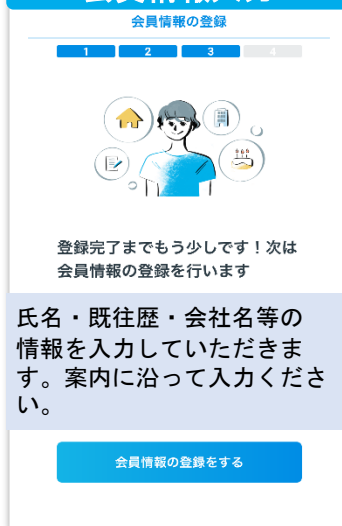 会員情報の登録
1 2 3 4
登録完了までもう少しです！次は
会員情報の登録を行います
氏名・既往歴・会社名等の
情報を入力していただきま
す。案内に沿って入力くださ
い。
会員情報の登録をする